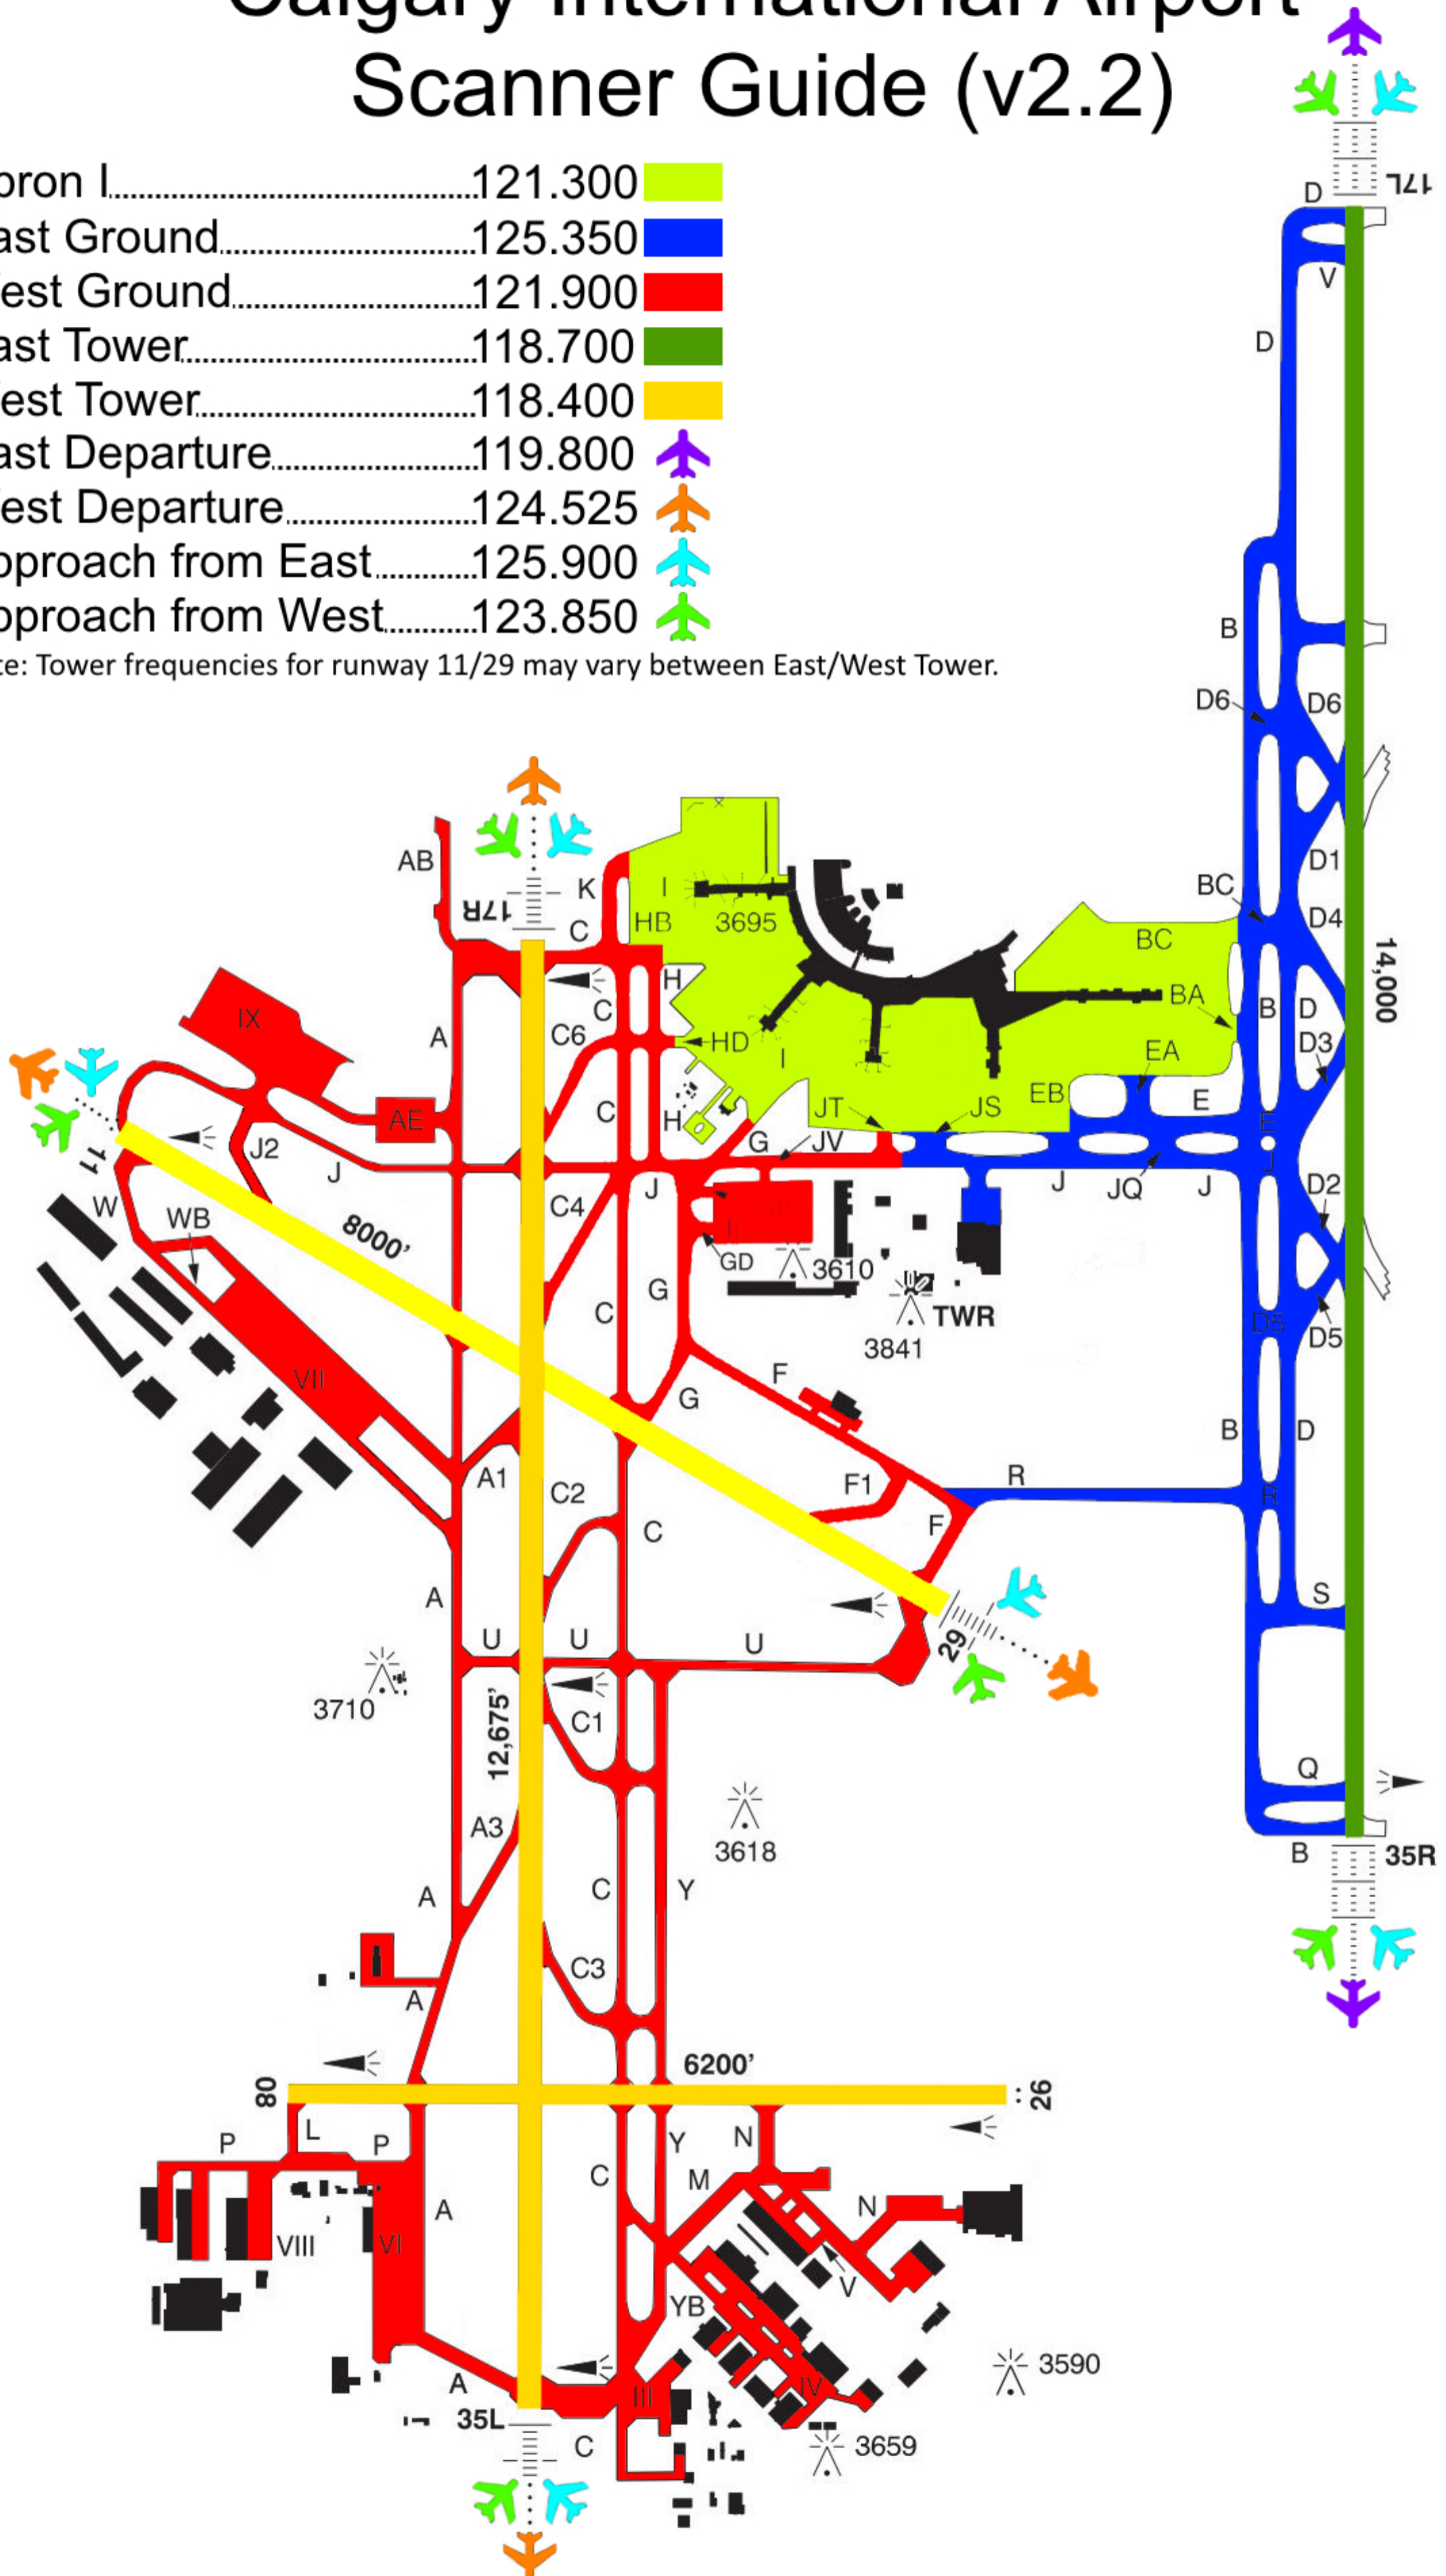 Calgary International Airport
Scanner Guide (v2.2)
pron I 121.300
ast Ground 125.350
est Ground 121.900
ast Tower 118.700
est Tower 118.400
ast Departure 119.800
est Departure 124.525
pproach from East 125.900
pproach from West 123.850
te: Tower frequencies for runway 11/29 may vary between East/West Tower.
17L
D
V
D
B
D6
D6
D1
BC
D4
14,000
AB
K
17R
C
I
HB
3695
BC
BA
B
D
D3
IX
A
C6
C
H
HD
I
EA
E
EB
JT
JS
AE
C
H
G
JV
E
J
J2
J
11
W
WB
8000'
C4
J
GD
3610
J
JQ
J
D2
G
C
TWR
3841
D5
D5
VII
F
G
A1
C2
C
F1
F
R
B
D
R
A
S
U
U
U
29
3710
12,675'
C1
A3
3618
Q
B
35R
A
C
Y
C3
A
6200'
08
26
P
L
P
Y
N
C
M
N
A
VIII
VI
V
YB
IV
III
A
35L
C
3590
3659